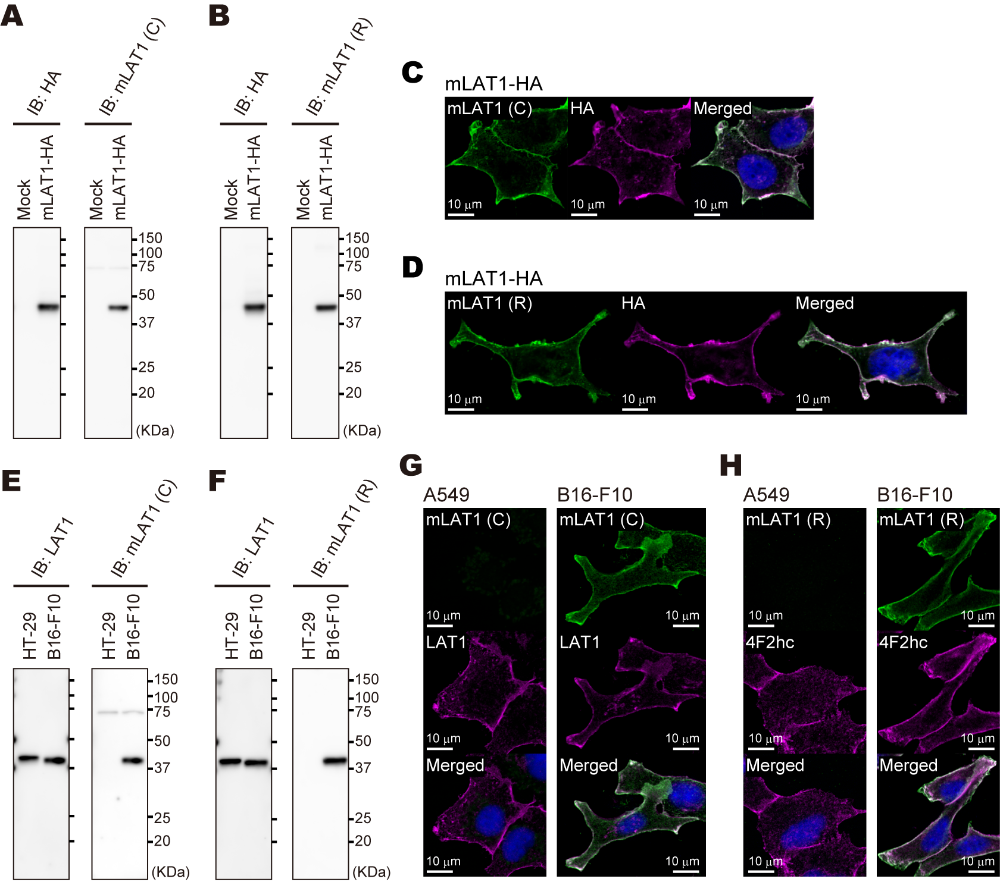 A
IB: HA
IB: mLAT1 (C)
Mock
mLAT1-HA
Mock
mLAT1-HA
150
100
75
50
37
25
20
(KDa)
B
IB: HA
IB: mLAT1 (R)
Mock
mLAT1-HA
Mock
mLAT1-HA
150
100
75
50
37
25
20
(KDa)
C
mLAT1-HA
mLAT1 (C)
HA
Merged
10 μm
10 μm
10 μm
D
mLAT1-HA
mLAT1 (R)
HA
Merged
10 μm
10 μm
10 μm
E
IB: LAT1
IB: mLAT1 (C)
HT-29
B16-F10
HT-29
B16-F10
150
100
75
50
37
25
20
(KDa)
F
IB: LAT1
IB: mLAT1 (R)
HT-29
B16-F10
HT-29
B16-F10
150
100
75
50
37
25
20
(KDa)
G
A549
B16-F10
mLAT1 (C)
mLAT1 (C)
10 μm
10 μm
LAT1
LAT1
10 μm
10 μm
Merged
Merged
10 μm
10 μm
H
A549
B16-F10
mLAT1 (R)
mLAT1 (R)
10 μm
10 μm
4F2hc
4F2hc
10 μm
10 μm
Merged
Merged
10 μm
10 μm